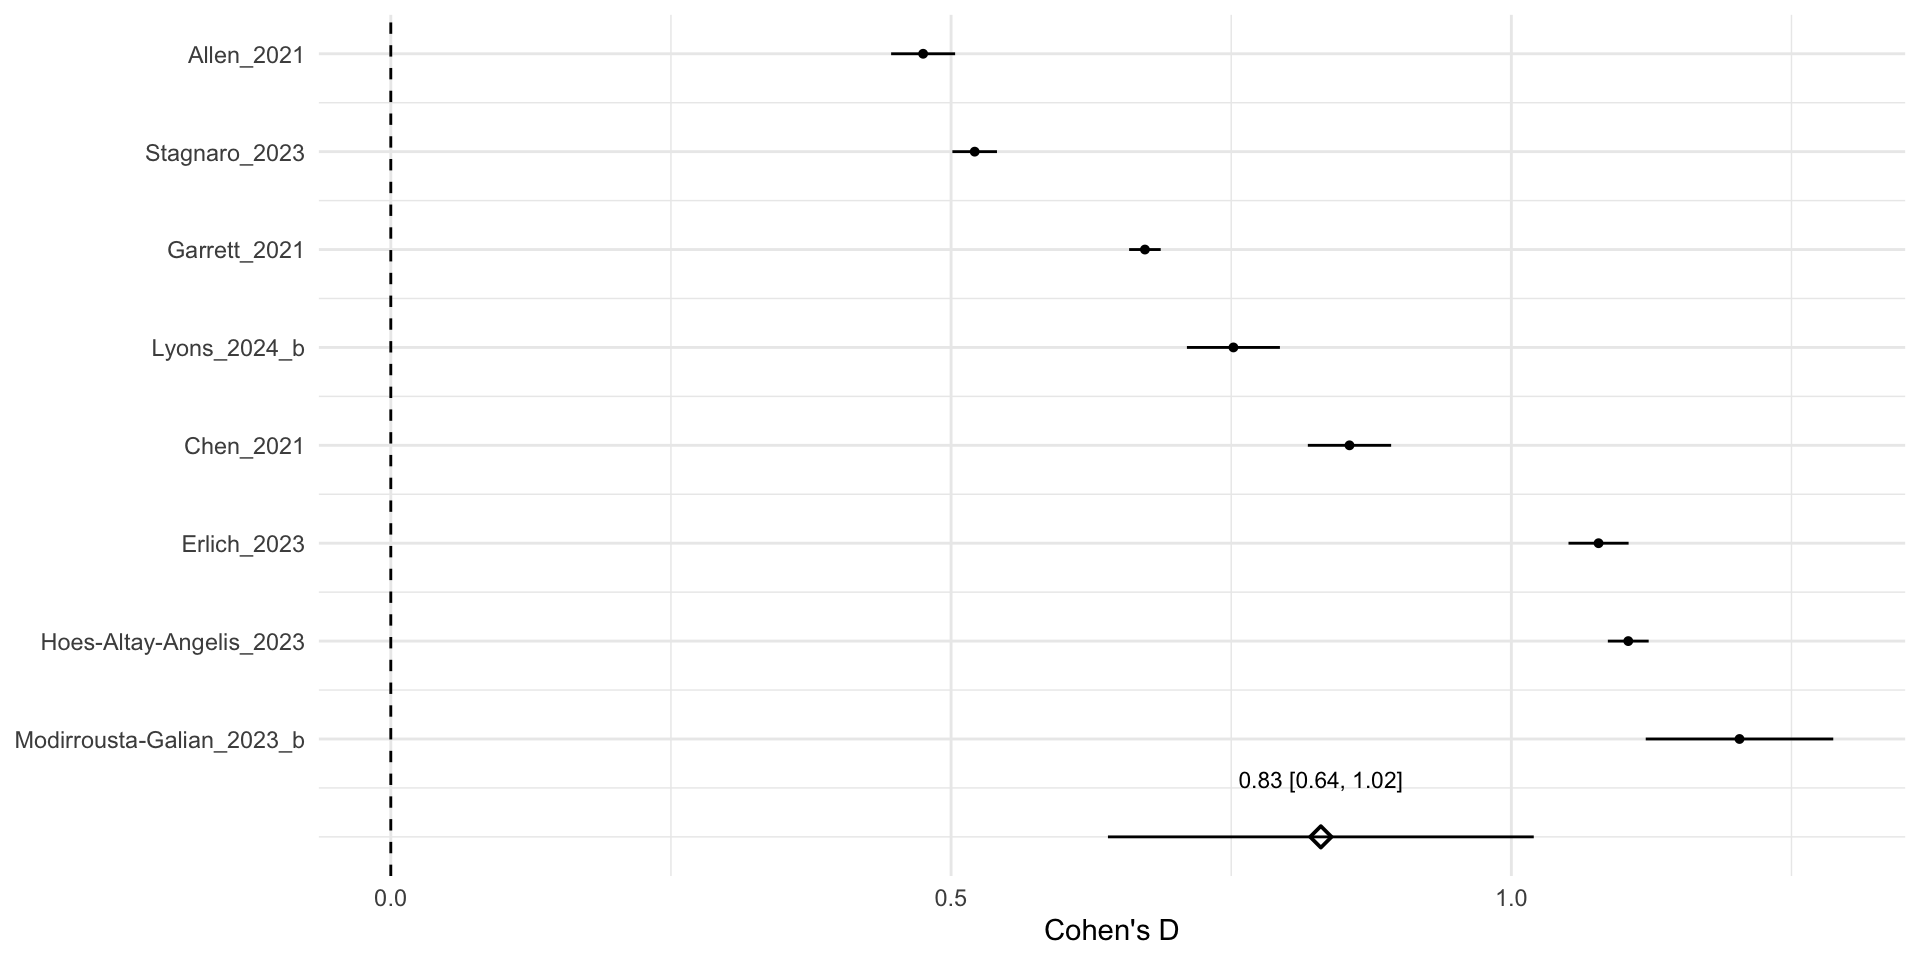 Allen_2021
Stagnaro_2023
Garrett_2021
Lyons_2024_b
Chen_2021
Erlich_2023
Hoes-Altay-Angelis_2023
Modirrousta-Galian_2023_b
0.83 [0.64, 1.02]
0.0 0.5 1.0
Cohen's D